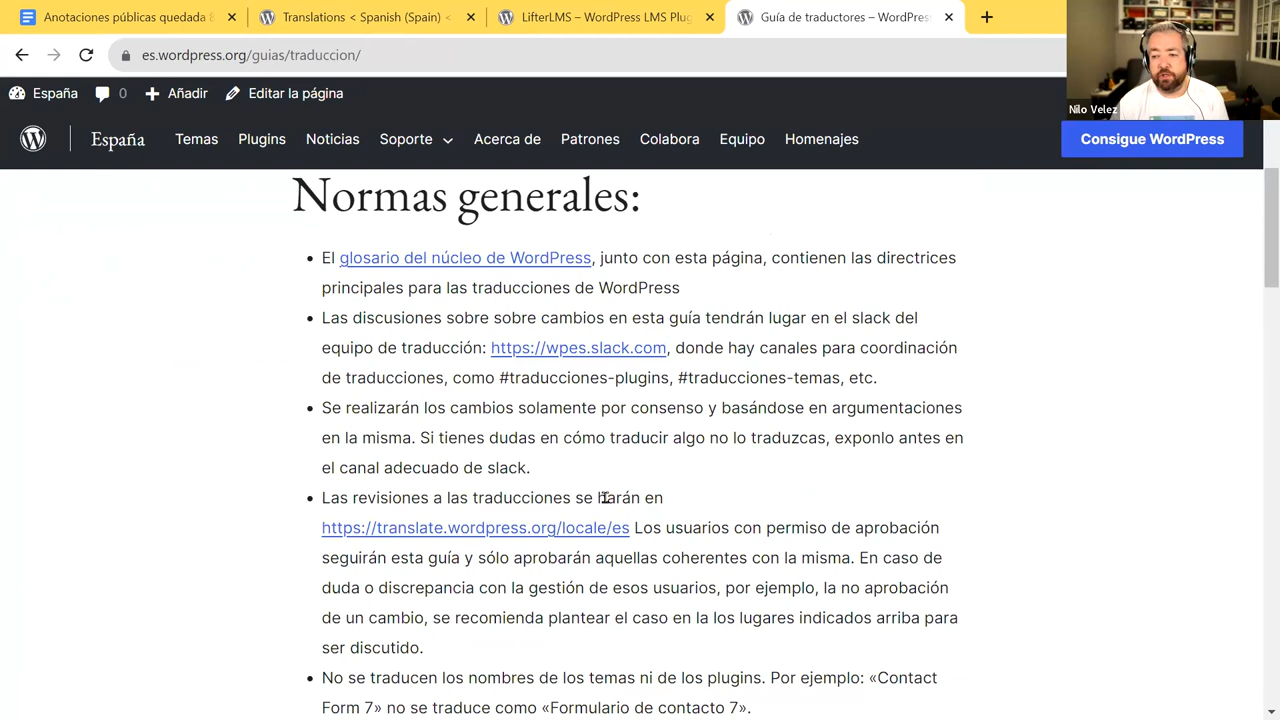 Anotaciones públicas quedada 8
Translations < Spanish (Spain) <
LifterLMS – WordPress LMS Plug
Guía de traductores – WordPress
es.wordpress.org/guias/traduccion/
España 0 Añadir Editar la página
Nilo Velez
España Temas Plugins Noticias Soporte Acerca de Patrones Colabora Equipo Homenajes Consigue WordPress
Normas generales:
El glosario del núcleo de WordPress, junto con esta página, contienen las directrices
principales para las traducciones de WordPress
Las discusiones sobre sobre cambios en esta guía tendrán lugar en el slack del
equipo de traducción: https://wpes.slack.com, donde hay canales para coordinación
de traducciones, como #traducciones-plugins, #traducciones-temas, etc.
Se realizarán los cambios solamente por consenso y basándose en argumentaciones
en la misma. Si tienes dudas en cómo traducir algo no lo traduzcas, exponlo antes en
el canal adecuado de slack.
Las revisiones a las traducciones se harán en
https://translate.wordpress.org/locale/es Los usuarios con permiso de aprobación
seguirán esta guía y sólo aprobarán aquellas coherentes con la misma. En caso de
duda o discrepancia con la gestión de esos usuarios, por ejemplo, la no aprobación
de un cambio, se recomienda plantear el caso en la los lugares indicados arriba para
ser discutido.
No se traducen los nombres de los temas ni de los plugins. Por ejemplo: «Contact
Form 7» no se traduce como «Formulario de contacto 7».